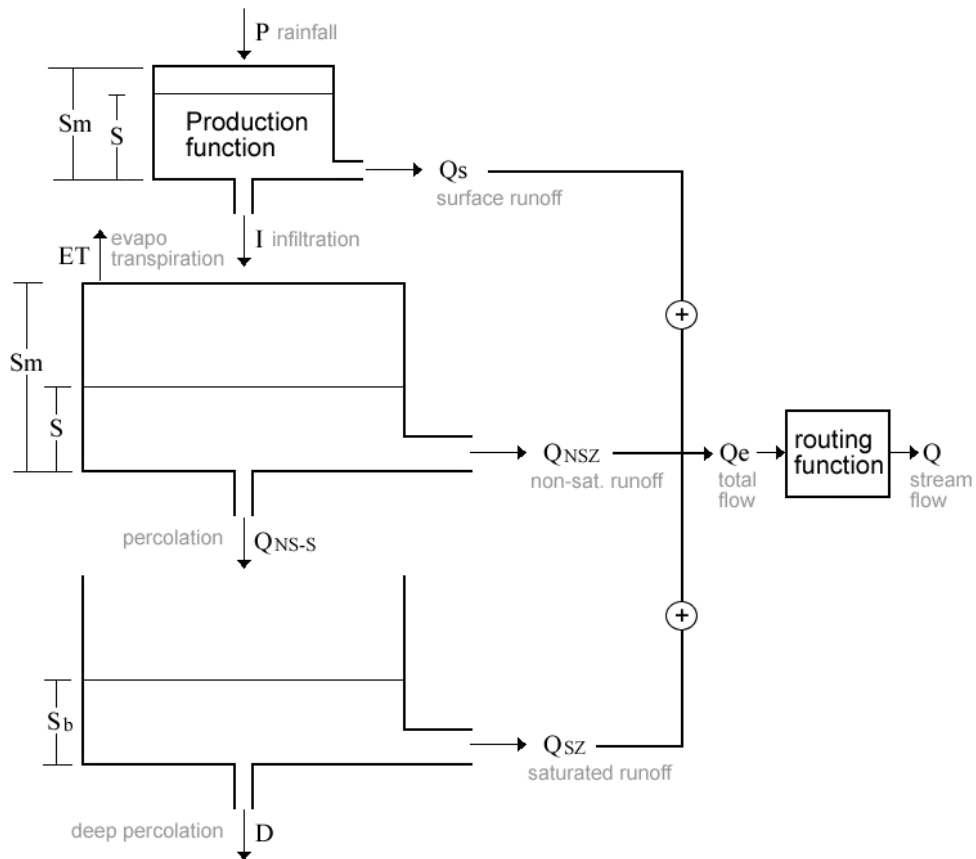 P rainfall
Sm
S
Production
function
Qs
surface runoff
I infiltration
evapo
transpiration
ET
+
Sm
S
QNSZ
non-sat. runoff
Qe
total
flow
routing
function
Q
stream
flow
percolation
QNS-S
+
Sb
QSZ
saturated runoff
deep percolation
D